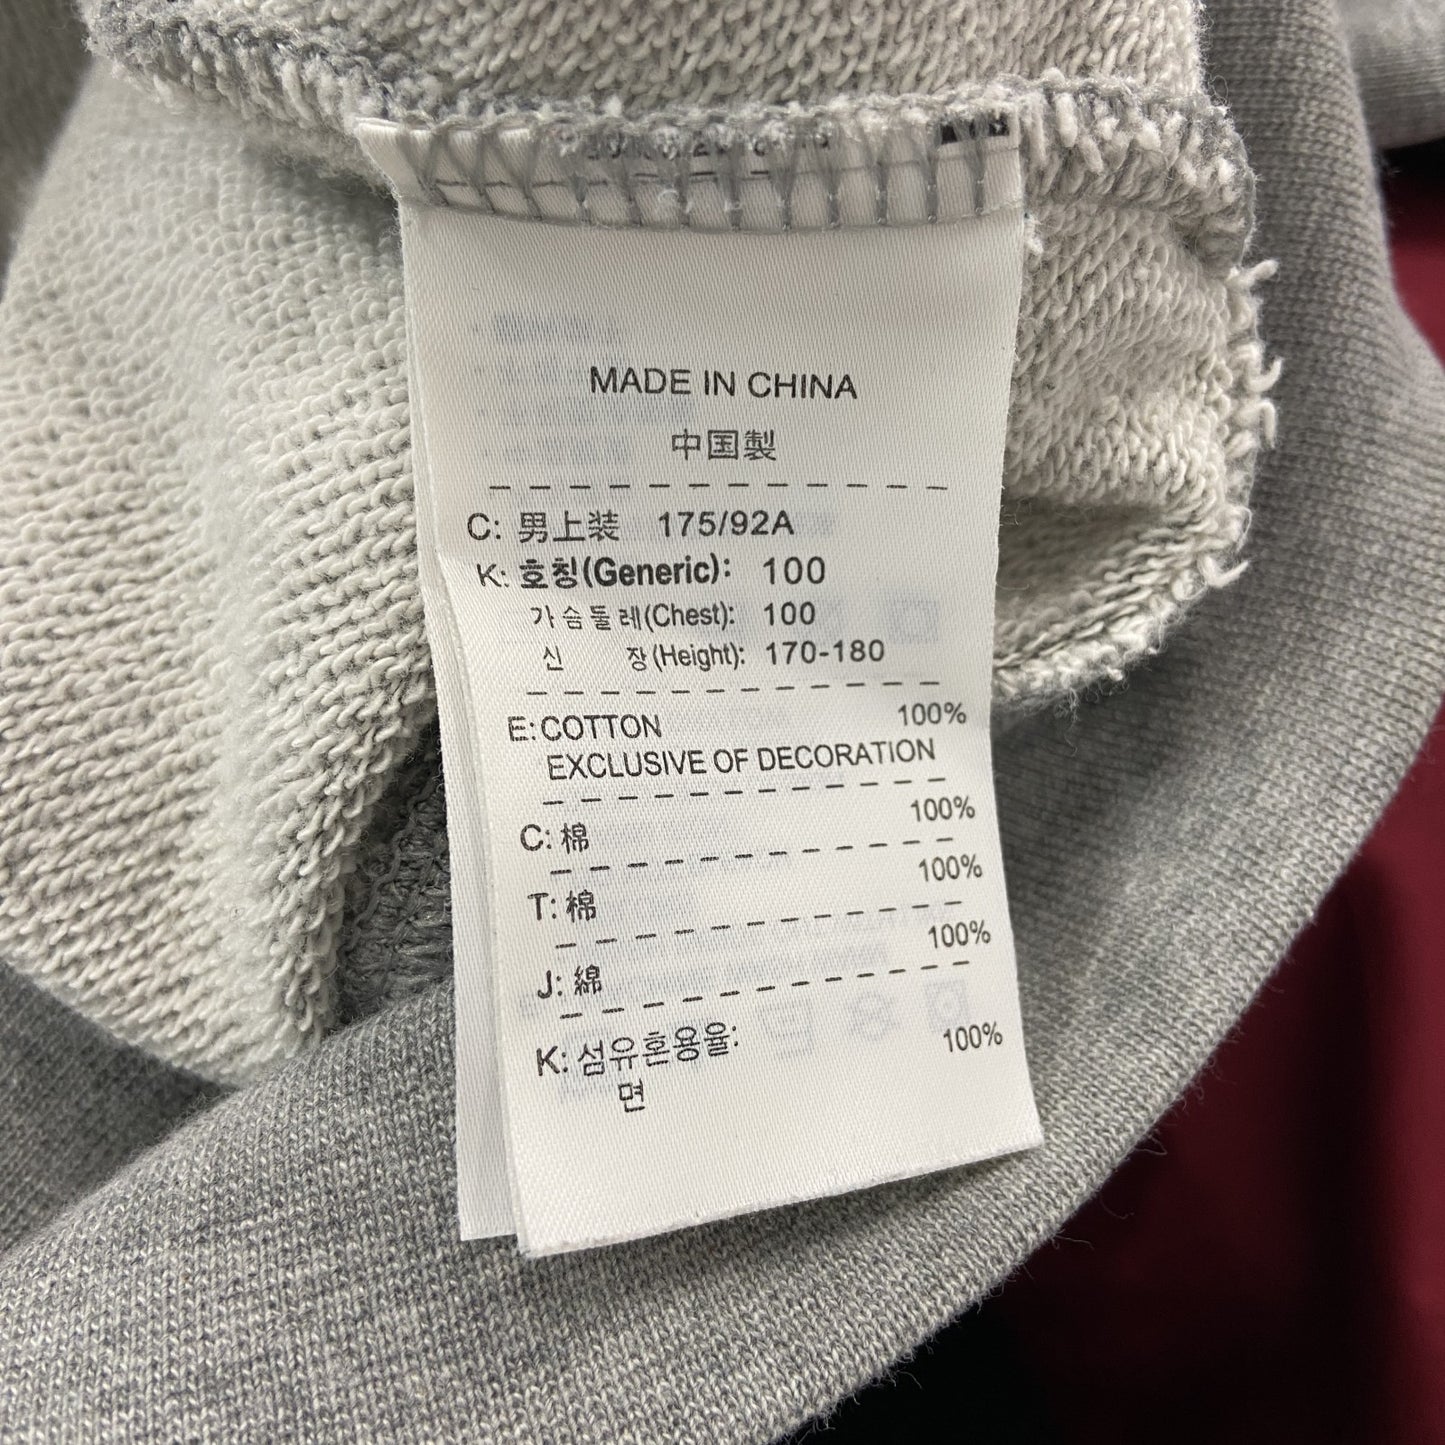 MADE IN CHINA
中国製
C: 男上装 175/92A
K: 호칭(Generic): 100
가슴둘레(Chest): 100
신 장(Height): 170-180
E: COTTON 100%
EXCLUSIVE OF DECORATION
C: 棉 100%
T: 棉 100%
J: 綿 100%
K: 섬유혼용율: 100%
면